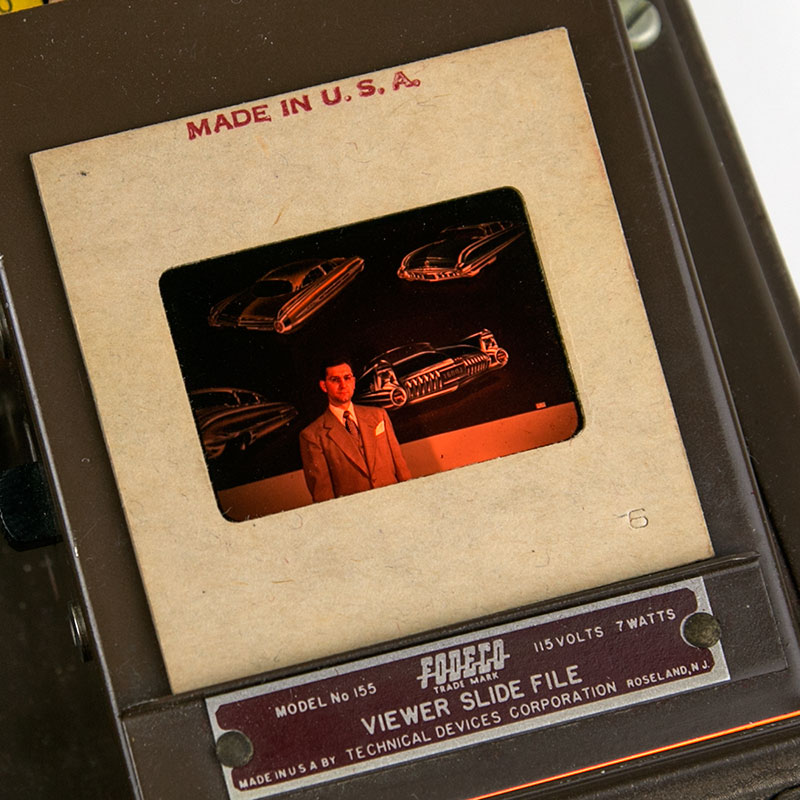 MADE IN U.S.A.
6
FODECO
TRADE MARK
MODEL No 155
115 VOLTS 7 WATTS
VIEWER SLIDE FILE
MADE IN USA BY TECHNICAL DEVICES CORPORATION ROSELAND, N.J.